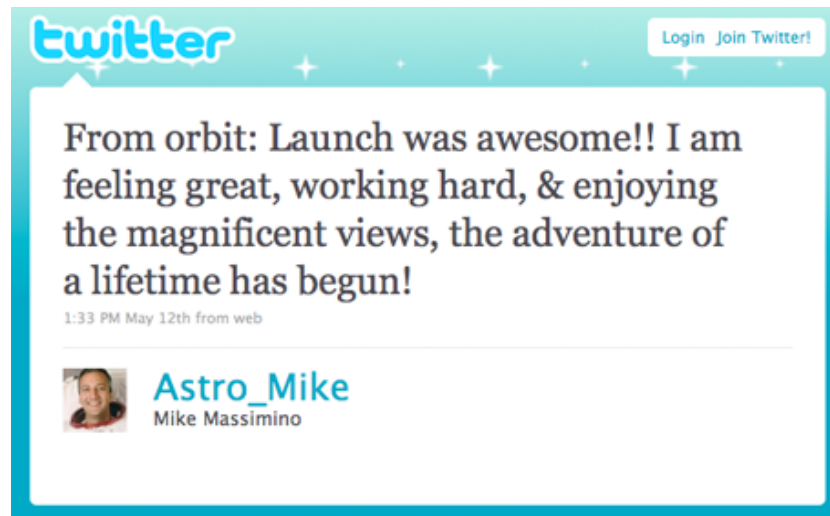 twitter
Login Join Twitter!
From orbit: Launch was awesome!! I am
feeling great, working hard, & enjoying
the magnificent views, the adventure of
a lifetime has begun!
1:33 PM May 12th from web
Astro_Mike
Mike Massimino